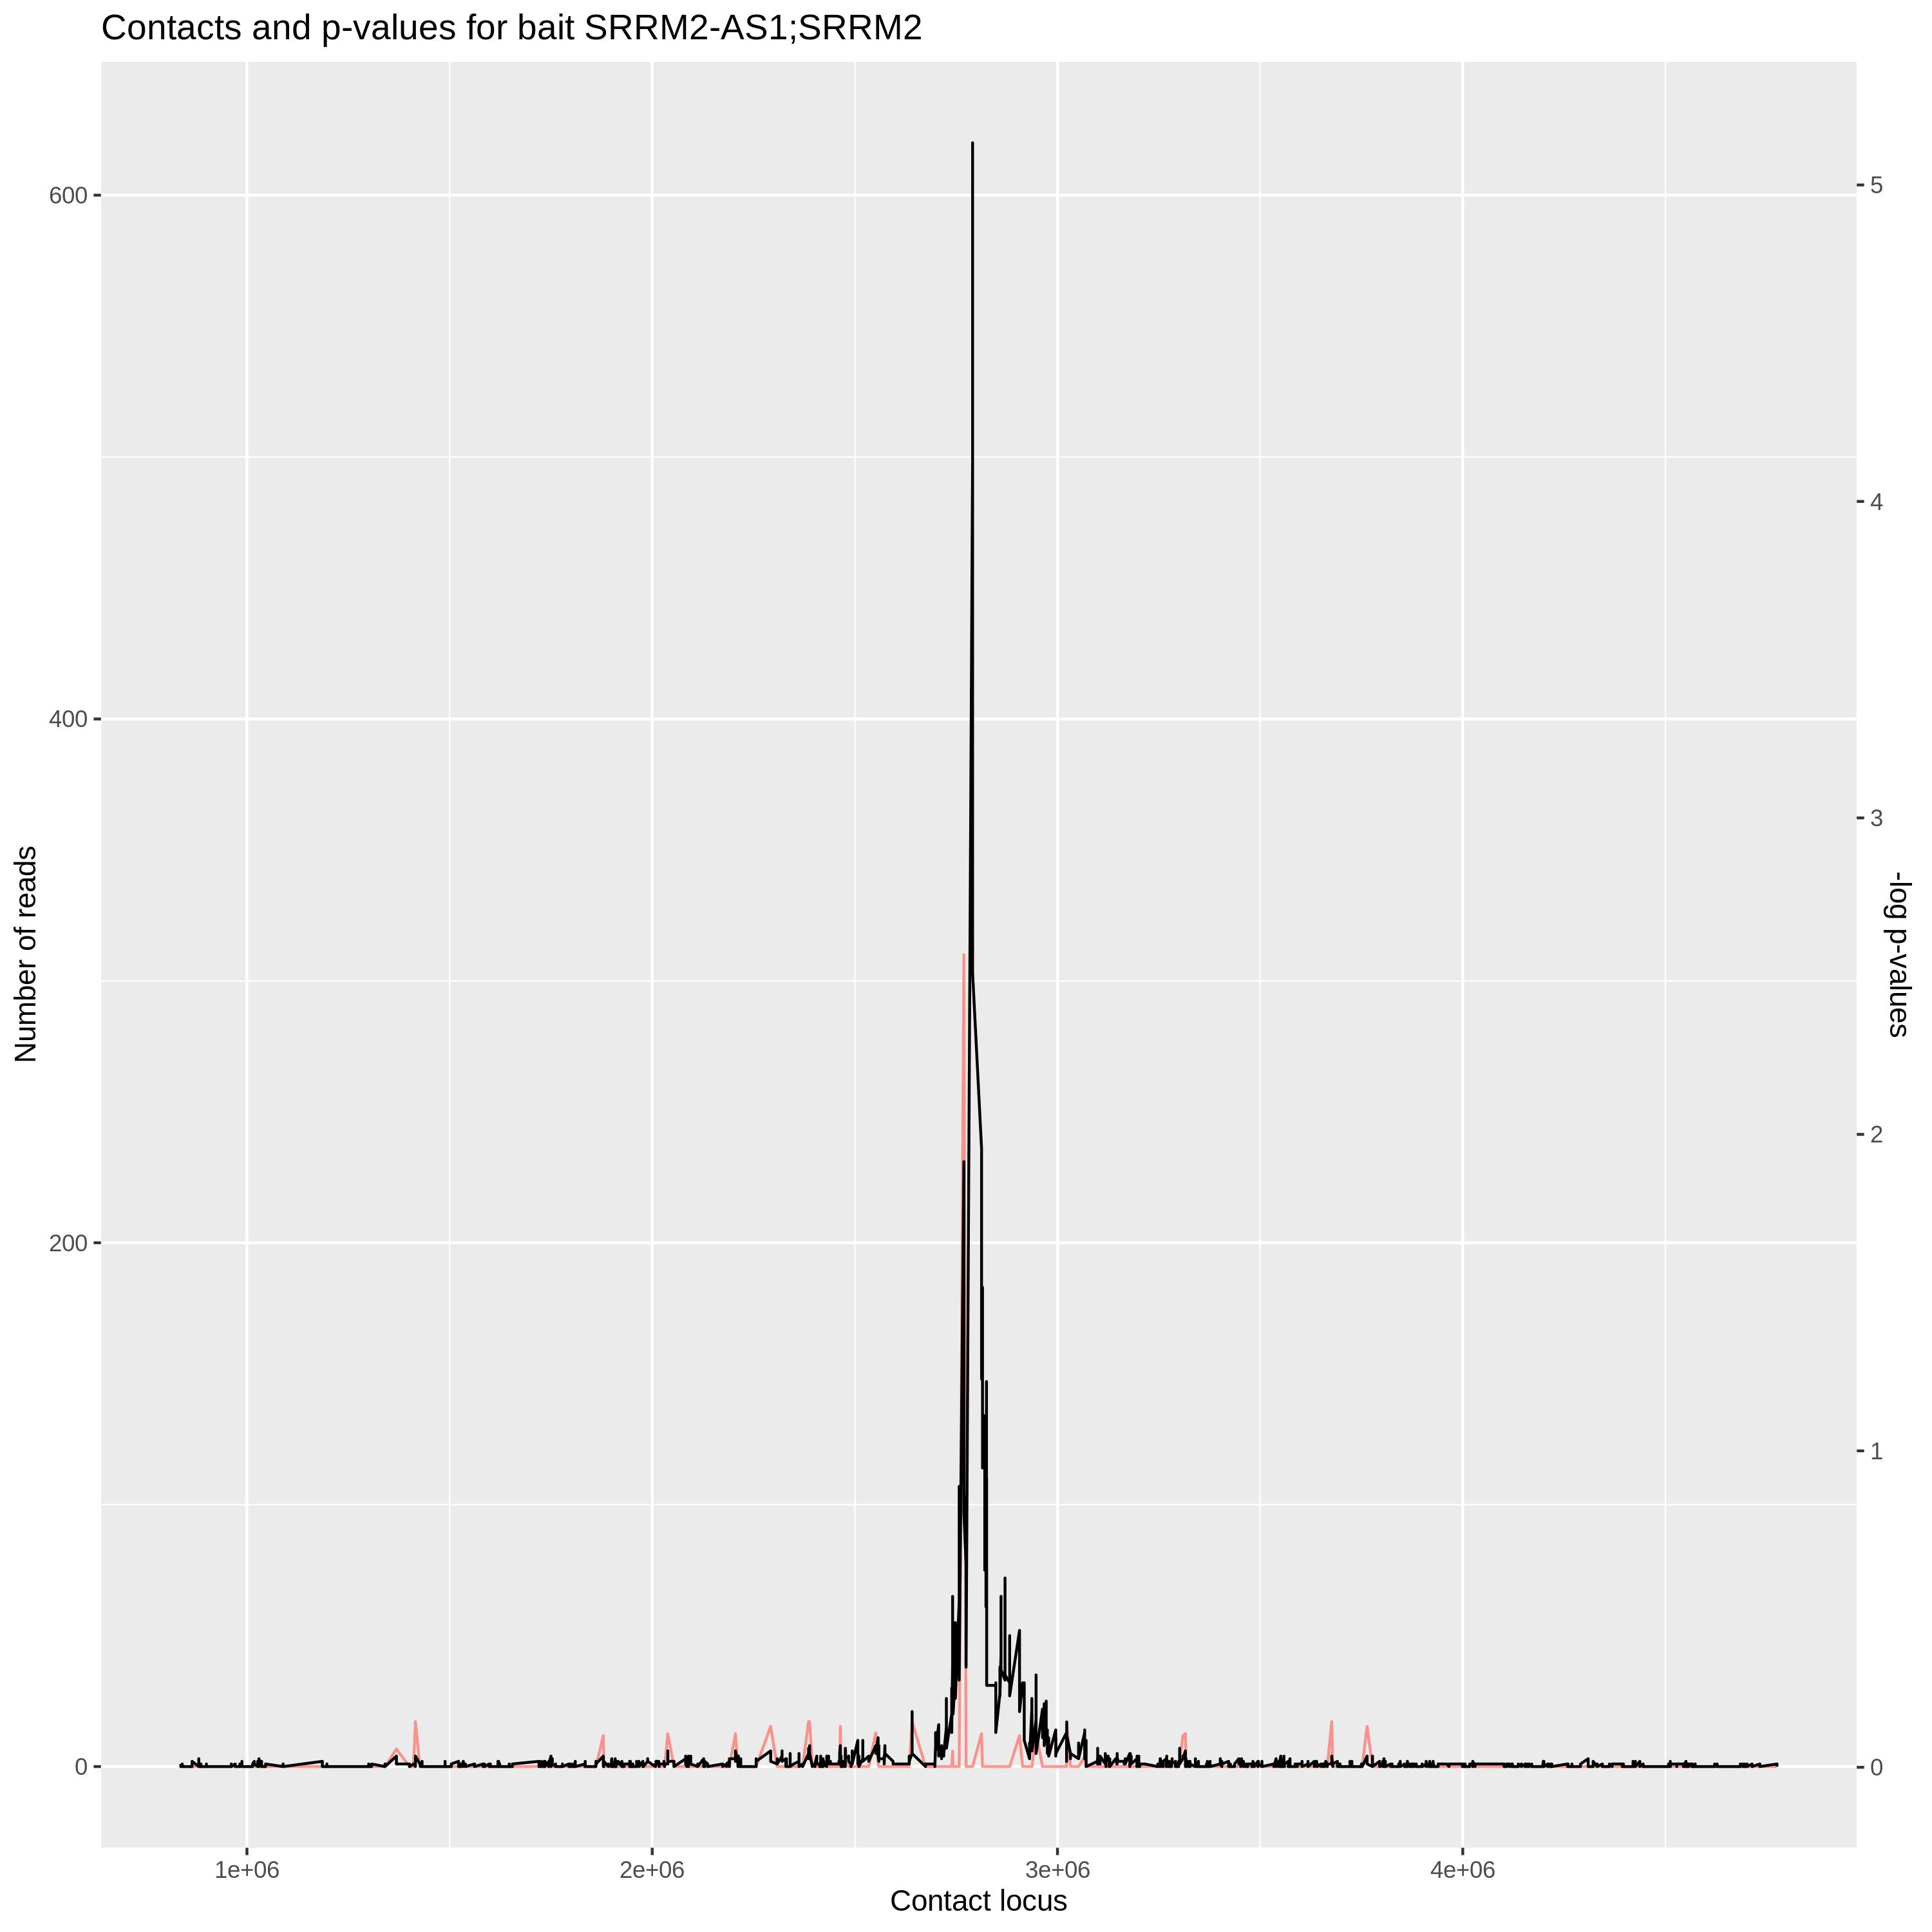 Contacts and p-values for bait SRRM2-AS1;SRRM2
600
400
200
0
Number of reads
5
4
3
2
1
0
-log p-values
1e+06 2e+06 3e+06 4e+06
Contact locus